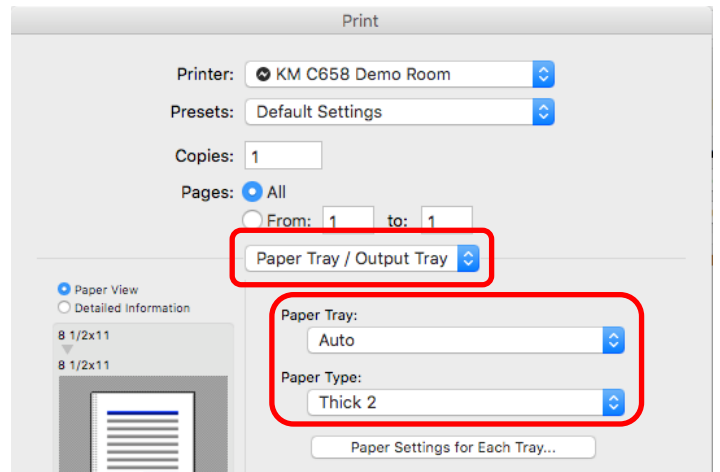 Print
Printer: KM C658 Demo Room
Presets: Default Settings
Copies: 1
Pages: All
From: 1 to: 1
Paper Tray / Output Tray
Paper View
Detailed Information
8 1/2x11
8 1/2x11
Paper Tray:
Auto
Paper Type:
Thick 2
Paper Settings for Each Tray...